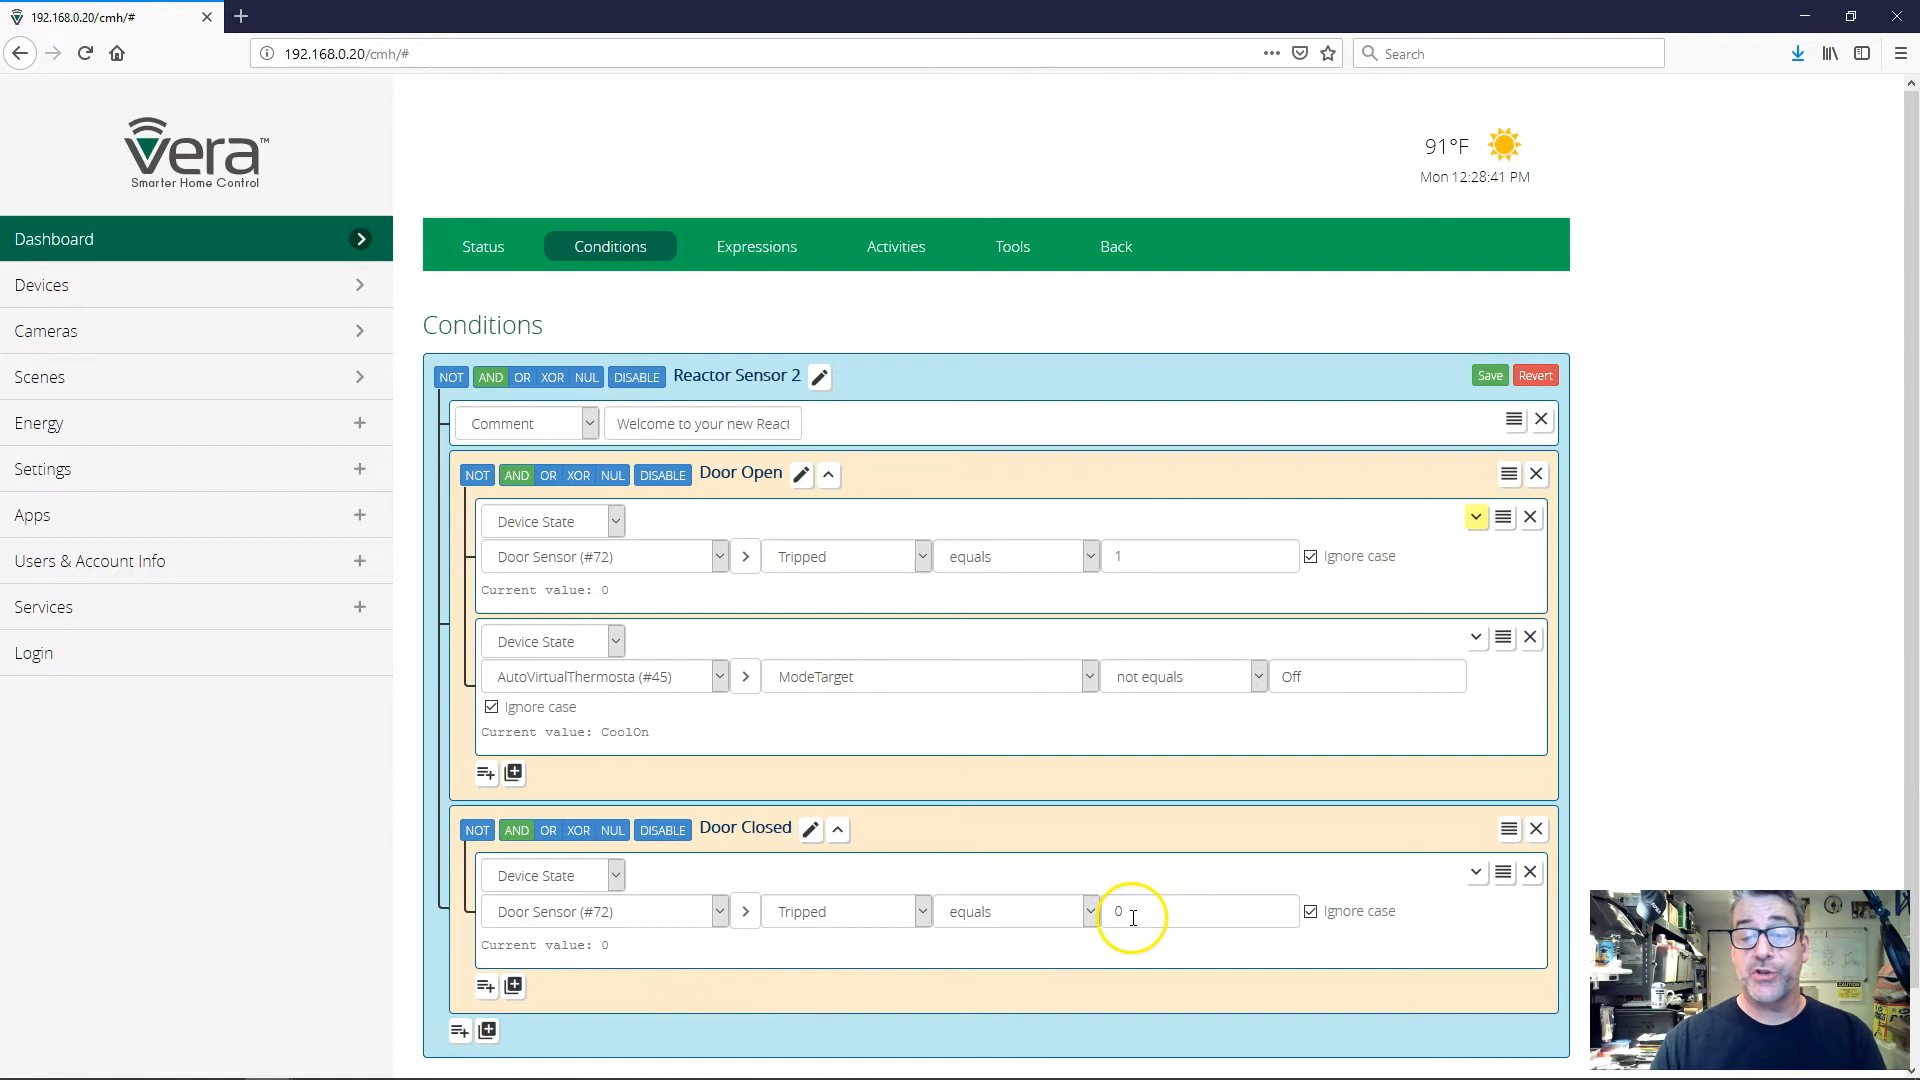 192.168.0.20/cmh/#
192.168.0.20/cmh/#
Search
vera™
Smarter Home Control
91°F
Mon 12:28:41 PM
Dashboard
Devices
Cameras
Scenes
Energy
Settings
Apps
Users & Account Info
Services
Login
Status Conditions Expressions Activities Tools Back
Conditions
NOT AND OR XOR NUL DISABLE Reactor Sensor 2 Save Revert
Comment Welcome to your new React
NOT AND OR XOR NUL DISABLE Door Open
Device State
Door Sensor (#72) Tripped equals 1 Ignore case
Current value: 0
Device State
AutoVirtualThermosta (#45) ModeTarget not equals Off
Ignore case
Current value: CoolOn
NOT AND OR XOR NUL DISABLE Door Closed
Device State
Door Sensor (#72) Tripped equals 0 Ignore case
Current value: 0